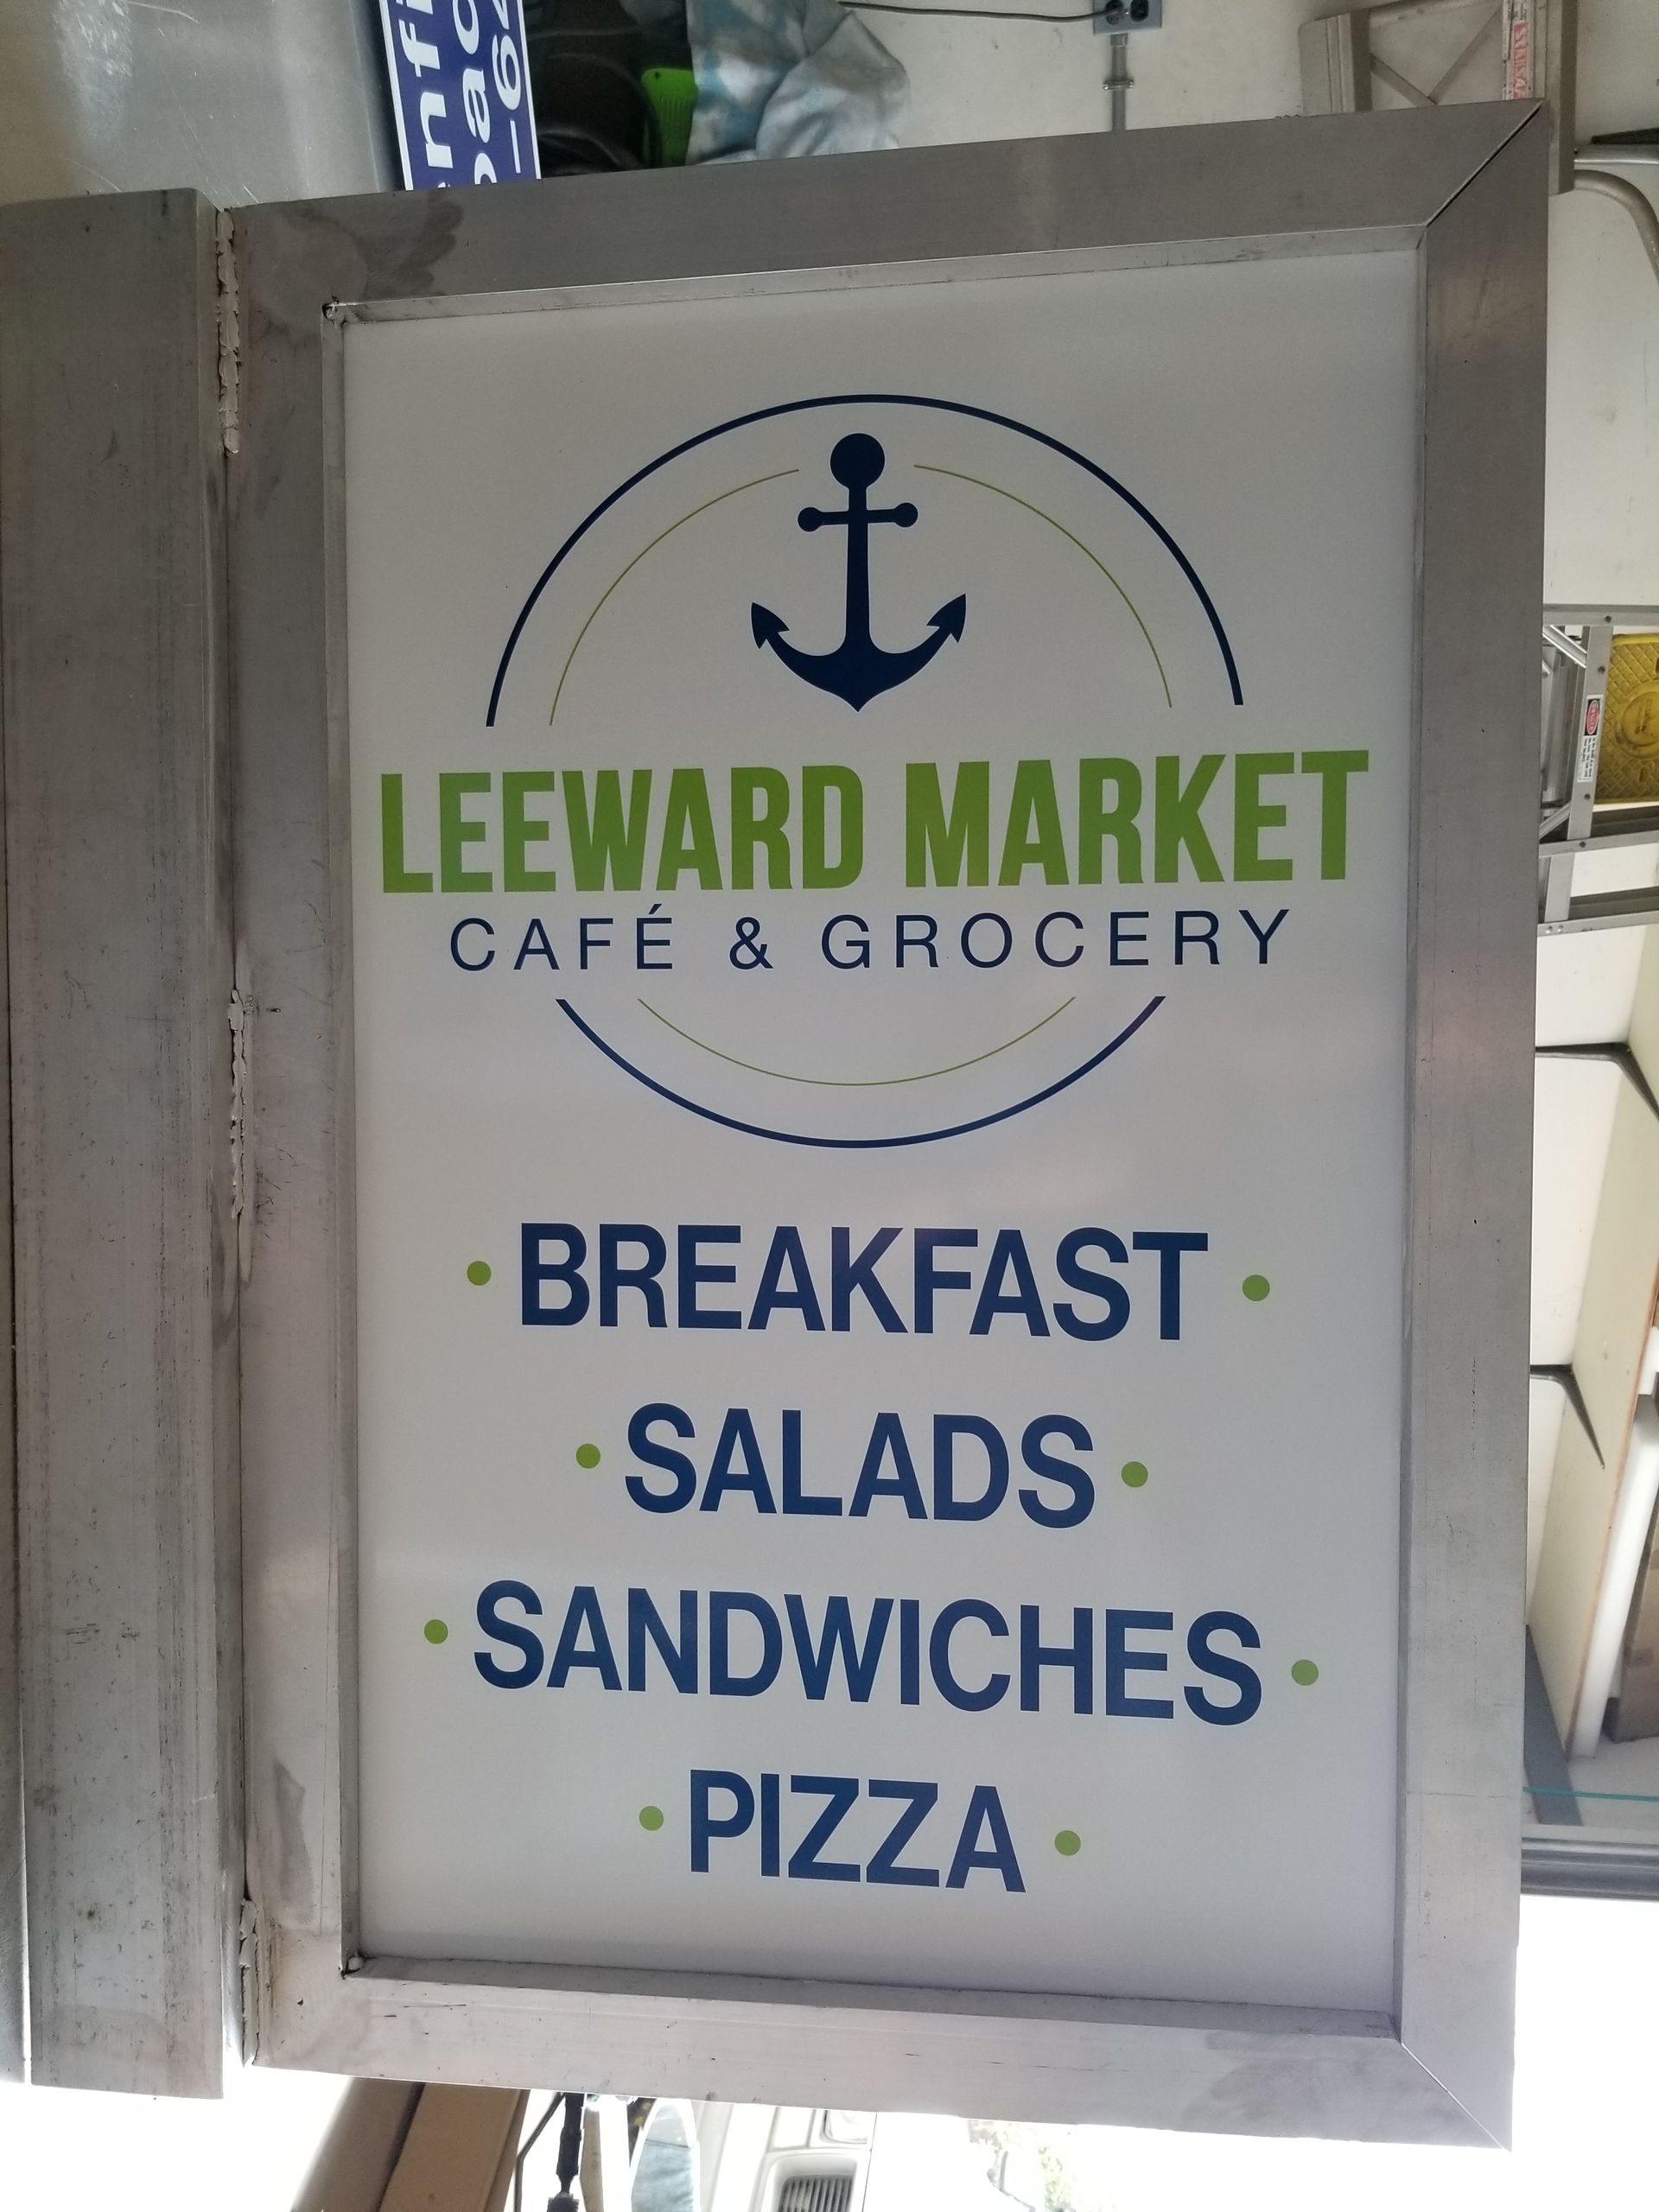 LEEWARD MARKET
CAFÉ & GROCERY
• BREAKFAST •
• SALADS •
• SANDWICHES •
• PIZZA •